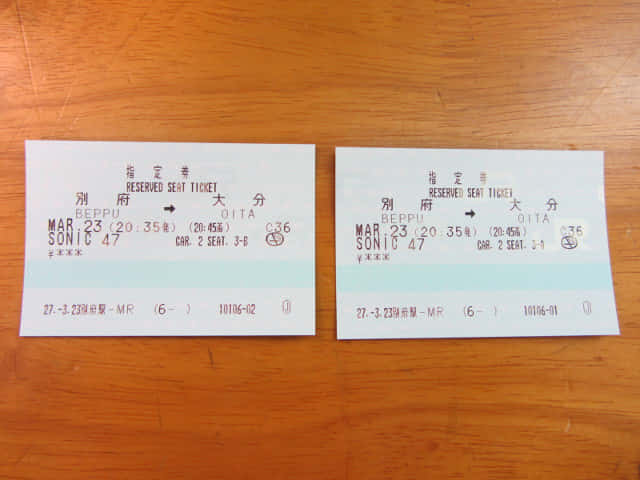 指定券
RESERVED SEAT TICKET
別府 → 大分
BEPPU OITA
MAR.23 (20:35発) (20:45着) C36
SONIC 47 CAR. 2 SEAT. 3-B
¥***
27.-3.23別府駅-MR (6- ) 10106-02
指定券
RESERVED SEAT TICKET
別府 → 大分
BEPPU OITA
MAR.23 (20:35発) (20:45着) C36
SONIC 47 CAR. 2 SEAT. 3-A
¥***
27.-3.23別府駅-MR (6- ) 10106-01